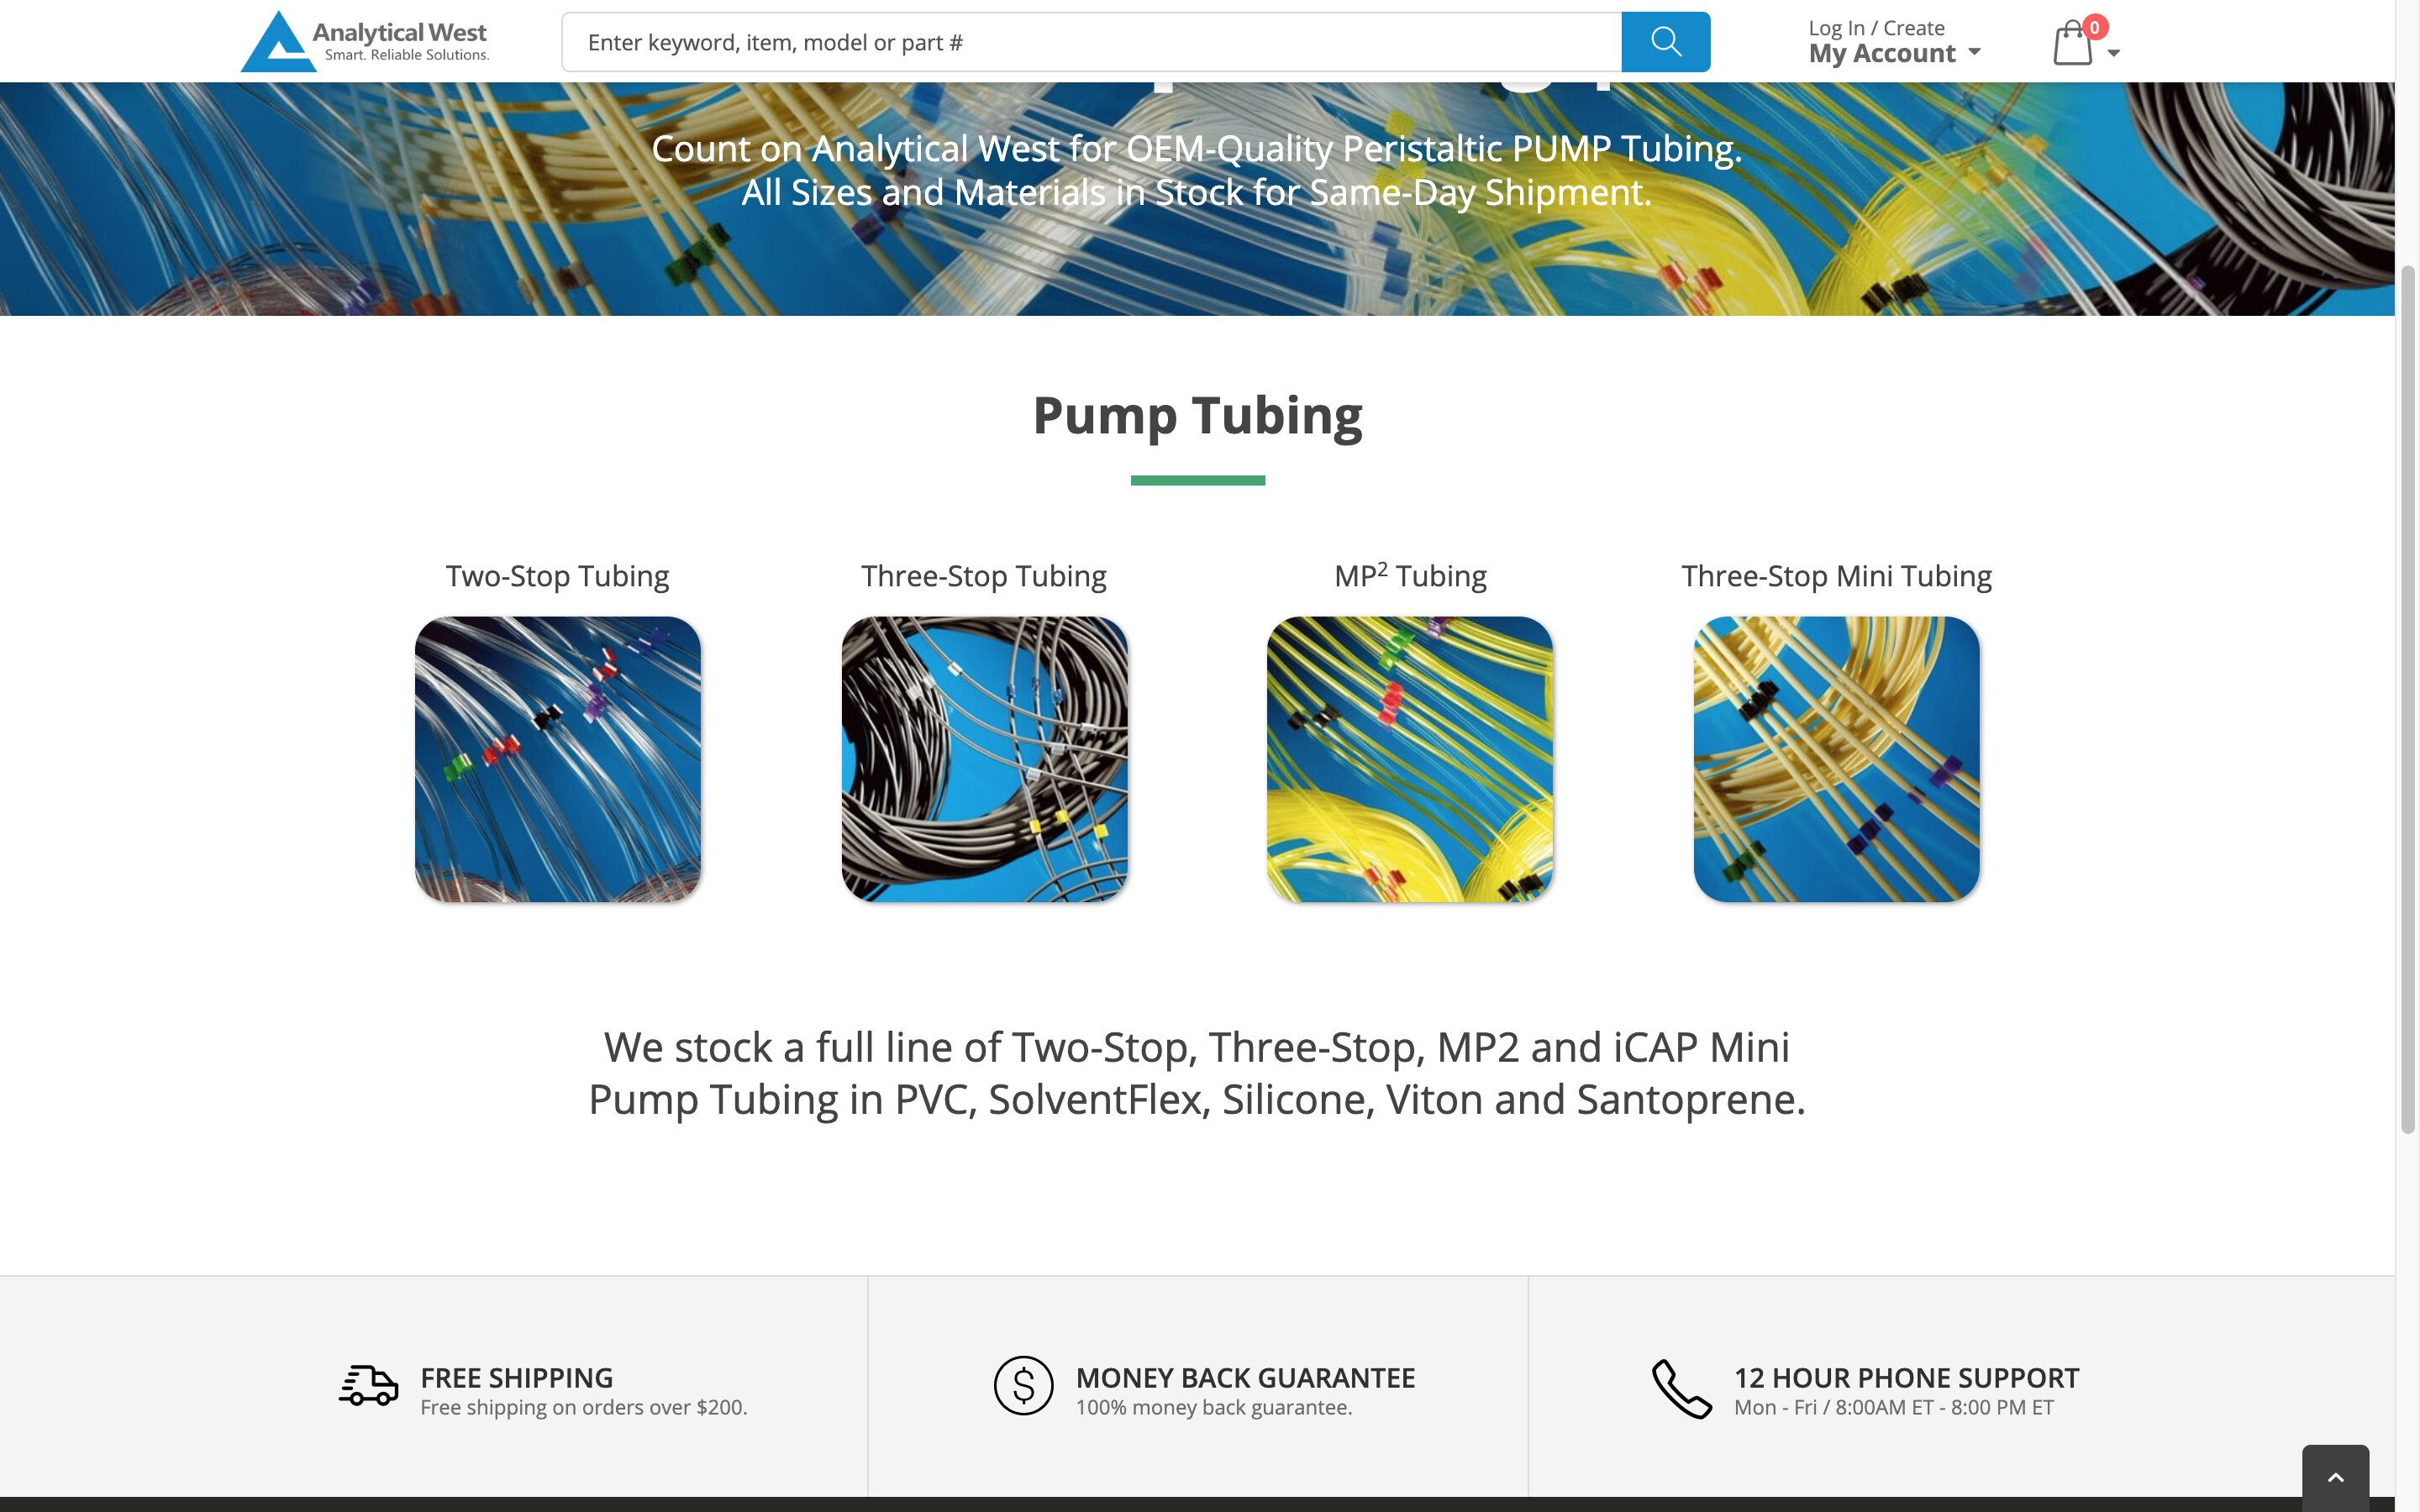 Analytical West
Smart. Reliable Solutions.
Enter keyword, item, model or part #
Log In / Create
My Account
0
Count on Analytical West for OEM-Quality Peristaltic PUMP Tubing.
All Sizes and Materials in Stock for Same-Day Shipment.
Pump Tubing
Two-Stop Tubing
Three-Stop Tubing
MP² Tubing
Three-Stop Mini Tubing
We stock a full line of Two-Stop, Three-Stop, MP2 and iCAP Mini
Pump Tubing in PVC, SolventFlex, Silicone, Viton and Santoprene.
FREE SHIPPING
Free shipping on orders over $200.
MONEY BACK GUARANTEE
100% money back guarantee.
12 HOUR PHONE SUPPORT
Mon - Fri / 8:00AM ET - 8:00 PM ET